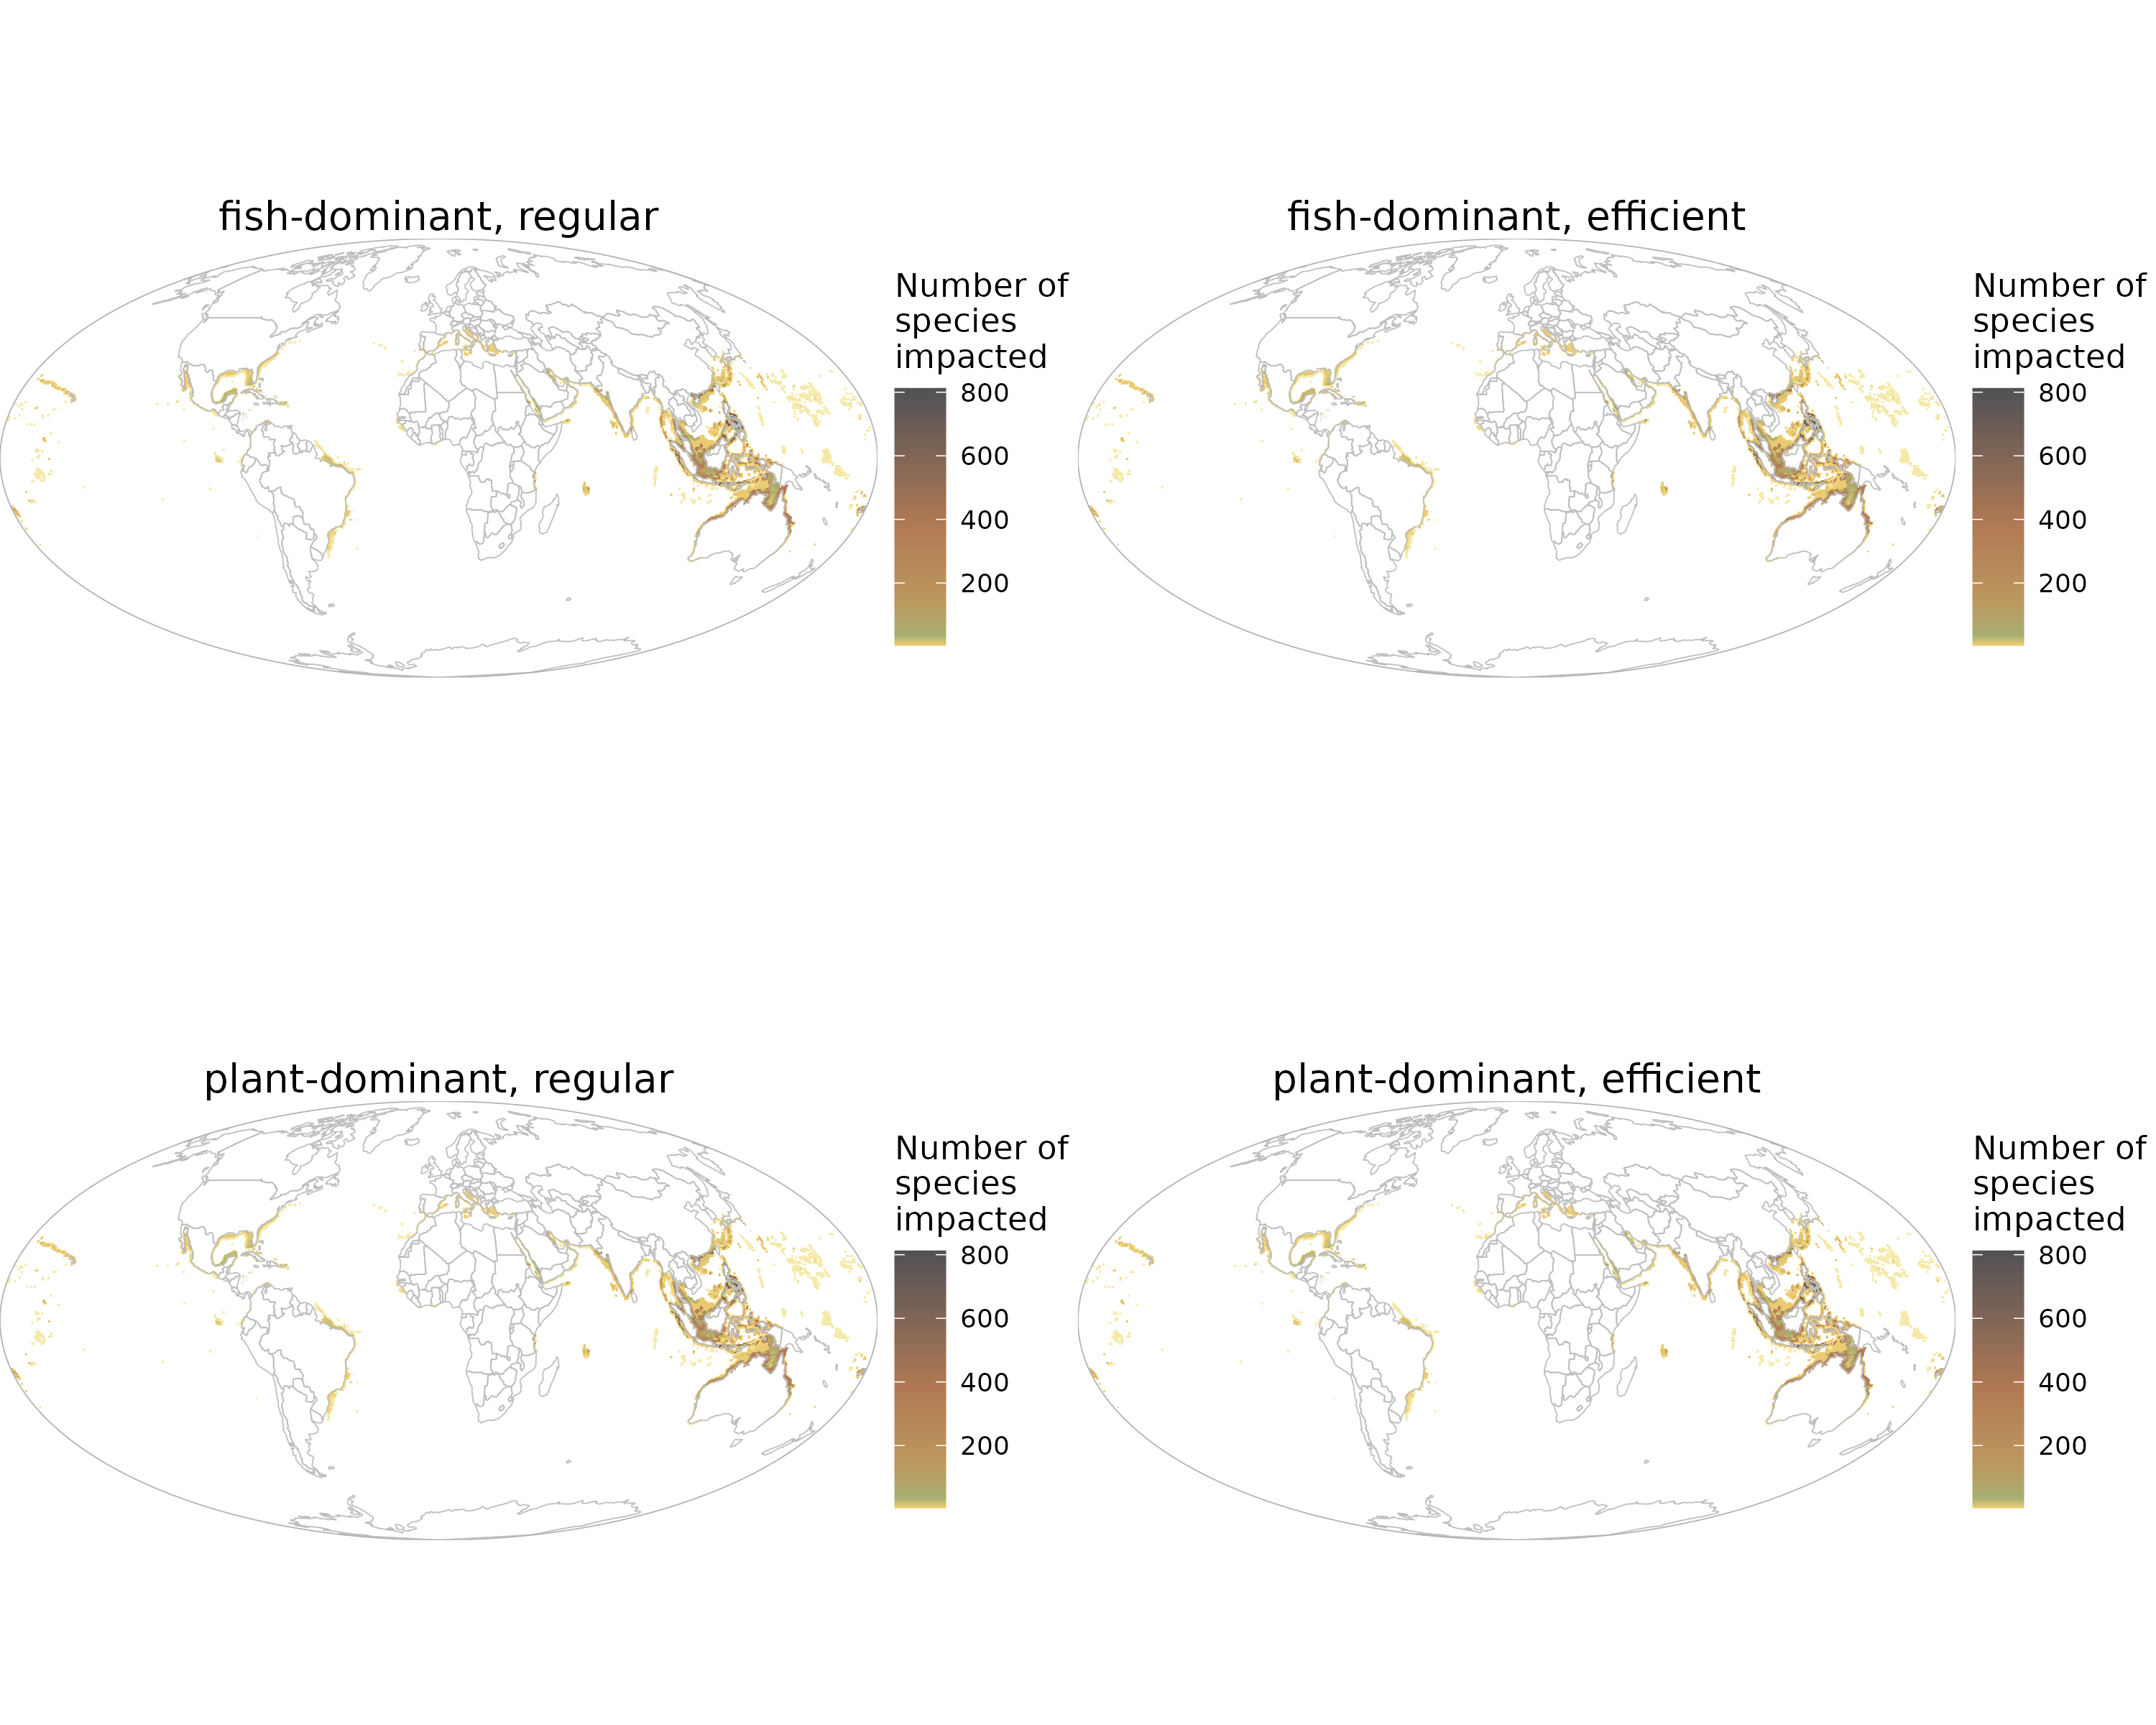 fish-dominant, regular
Number of
species
impacted
800
600
400
200
fish-dominant, efficient
Number of
species
impacted
800
600
400
200
plant-dominant, regular
Number of
species
impacted
800
600
400
200
plant-dominant, efficient
Number of
species
impacted
800
600
400
200